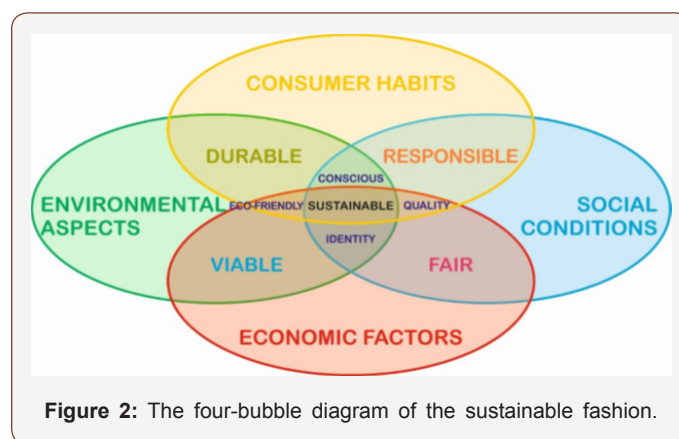 CONSUMER HABITS
DURABLE RESPONSIBLE
CONSCIOUS
ENVIRONMENTAL ASPECTS
ECO-FRIENDLY SUSTAINABLE QUALITY
SOCIAL CONDITIONS
IDENTITY
VIABLE FAIR
ECONOMIC FACTORS
Figure 2: The four-bubble diagram of the sustainable fashion.